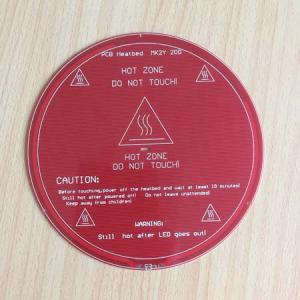 PCB Heatbed MK2Y 200
HOT ZONE
DO NOT TOUCH!
HOT ZONE
DO NOT TOUCH!
CAUTION:
Before touching,power off the heatbed and wait at least 10 minutes!
Still hot after powered off! Do not leave unattended!
Keep away from children!
WARNING:
Still hot after LED goes out!